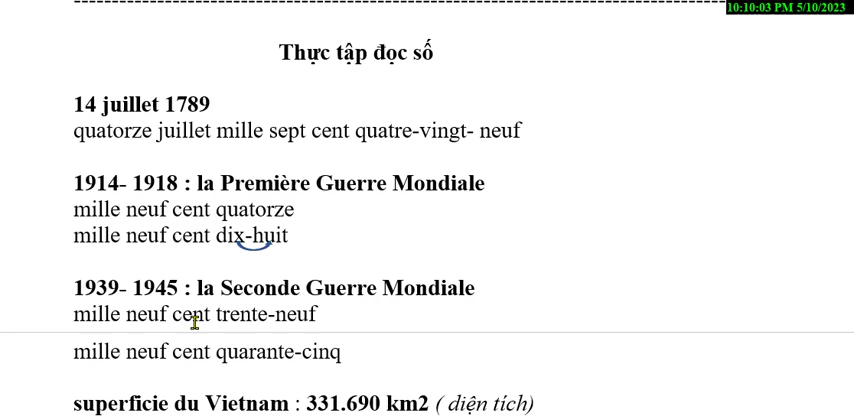 10:10:03 PM 5/10/2023
Thực tập đọc số
14 juillet 1789
quatorze juillet mille sept cent quatre-vingt- neuf
1914- 1918 : la Première Guerre Mondiale
mille neuf cent quatorze
mille neuf cent dix-huit
1939- 1945 : la Seconde Guerre Mondiale
mille neuf cent trente-neuf
mille neuf cent quarante-cinq
superficie du Vietnam : 331.690 km2 ( diện tích)